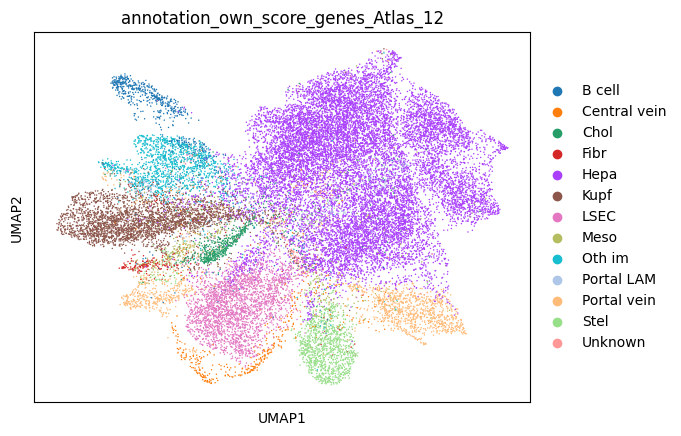 annotation_own_score_genes_Atlas_12
UMAP2
UMAP1
B cell
Central vein
Chol
Fibr
Hepa
Kupf
LSEC
Meso
Oth im
Portal LAM
Portal vein
Stel
Unknown